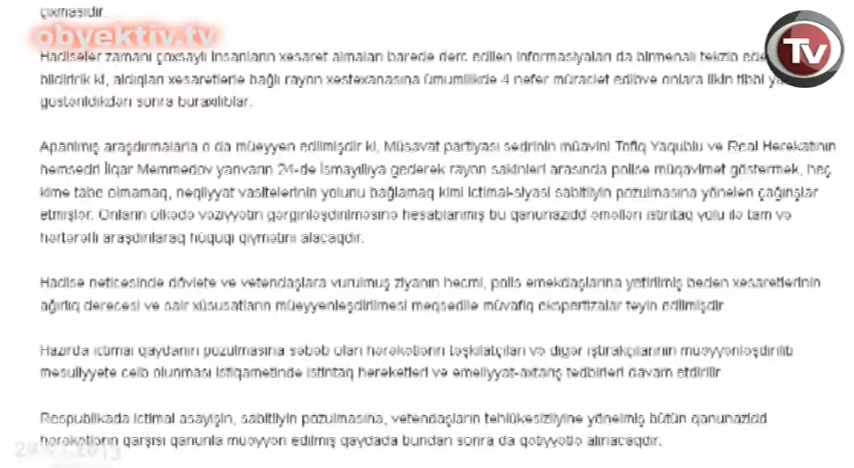 çıxmasıdır.
obyektiv.tv
Tv
Hadisələr zamanı çoxsaylı insanların xəsarət almaları barədə dərc edilən informasiyaları da birmənalı təkzib edə
bildiririk ki, aldıqları xəsarətlərlə bağlı rayon xəstəxanasına ümumilikdə 4 nəfər müraciət edibvə onlara ilkin tibbi
göstərildikdən sonra buraxılıblar.
Aparılmış araşdırmalarla o da müəyyən edilmişdir ki, Müsavat partiyası sədrinin müavini Tofiq Yaqublu və Real Hərəkatının
həmsədri İlqar Məmmədov yanvarın 24-də İsmayıllıya gedərək rayon sakinləri arasında polisə müqavimət göstərmək, heç
kimə tabe olmamaq, nəqliyyat vasitələrinin yolunu bağlamaq kimi ictimai-siyasi sabitliyin pozulmasına yönələn çağırışlar
etmişlər. Onların ölkədə vəziyyətin gərginləşdirilməsinə hesablanmış bu qanunazidd əməlləri istintaq yolu ilə tam və
hərtərəfli araşdırılaraq hüquqi qiymətini alacaqdır.
Hadisə nəticəsində dövlətə və vətəndaşlara vurulmuş ziyanın həcmi, polis əməkdaşlarına yetirilmiş bədən xəsarətlərinin
ağırlıq dərəcəsi və sair xüsusatların müəyyənləşdirilməsi məqsədilə müvafiq ekspertizalar təyin edilmişdir
Hazırda ictimai qaydanın pozulmasına səbəb olan hərəkətlərin təşkilatçıları və digər iştirakçılarının müəyyənləşdirilib
məsuliyyətə cəlb olunması istiqamətində istintaq hərəkətləri və əməliyyat-axtarış tədbirləri davam etdirilir
Respublikada ictimai asayişin, sabitliyin pozulmasına, vətəndaşların təhlükəsizliyinə yönəlmiş bütün qanunazidd
hərəkətlərin qarşısı qanunla müəyyən edilmiş qaydada bundan sonra da qətiyyətlə alınacaqdır.